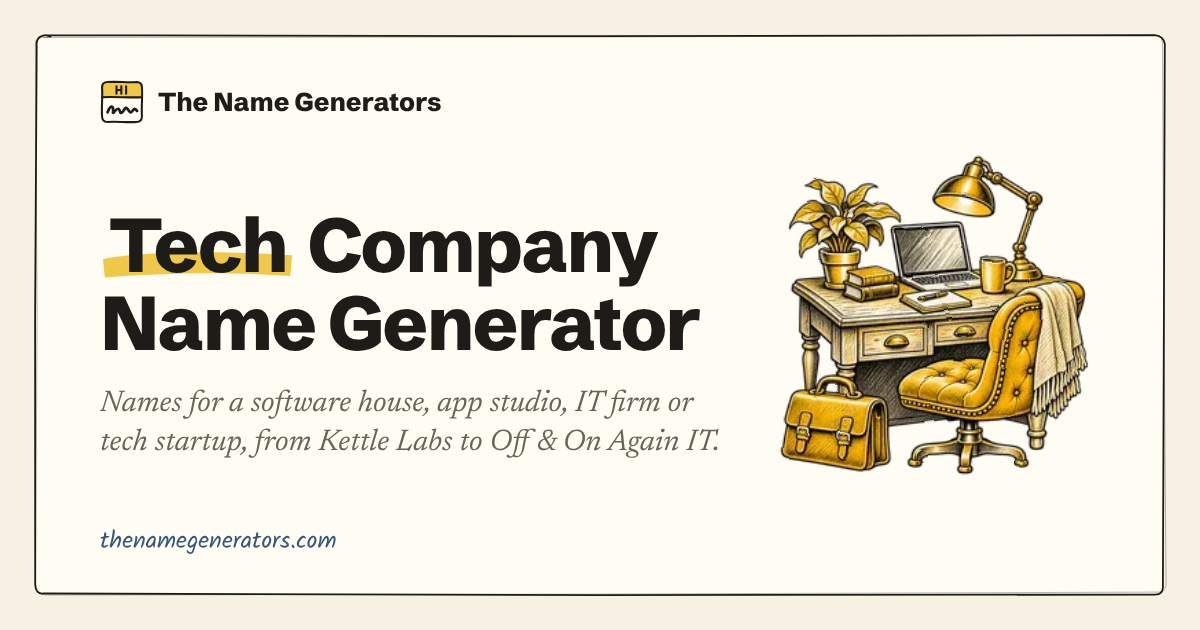 HI
The Name Generators
Tech Company
Name Generator
Names for a software house, app studio, IT firm or
tech startup, from Kettle Labs to Off & On Again IT.
thenamegenerators.com